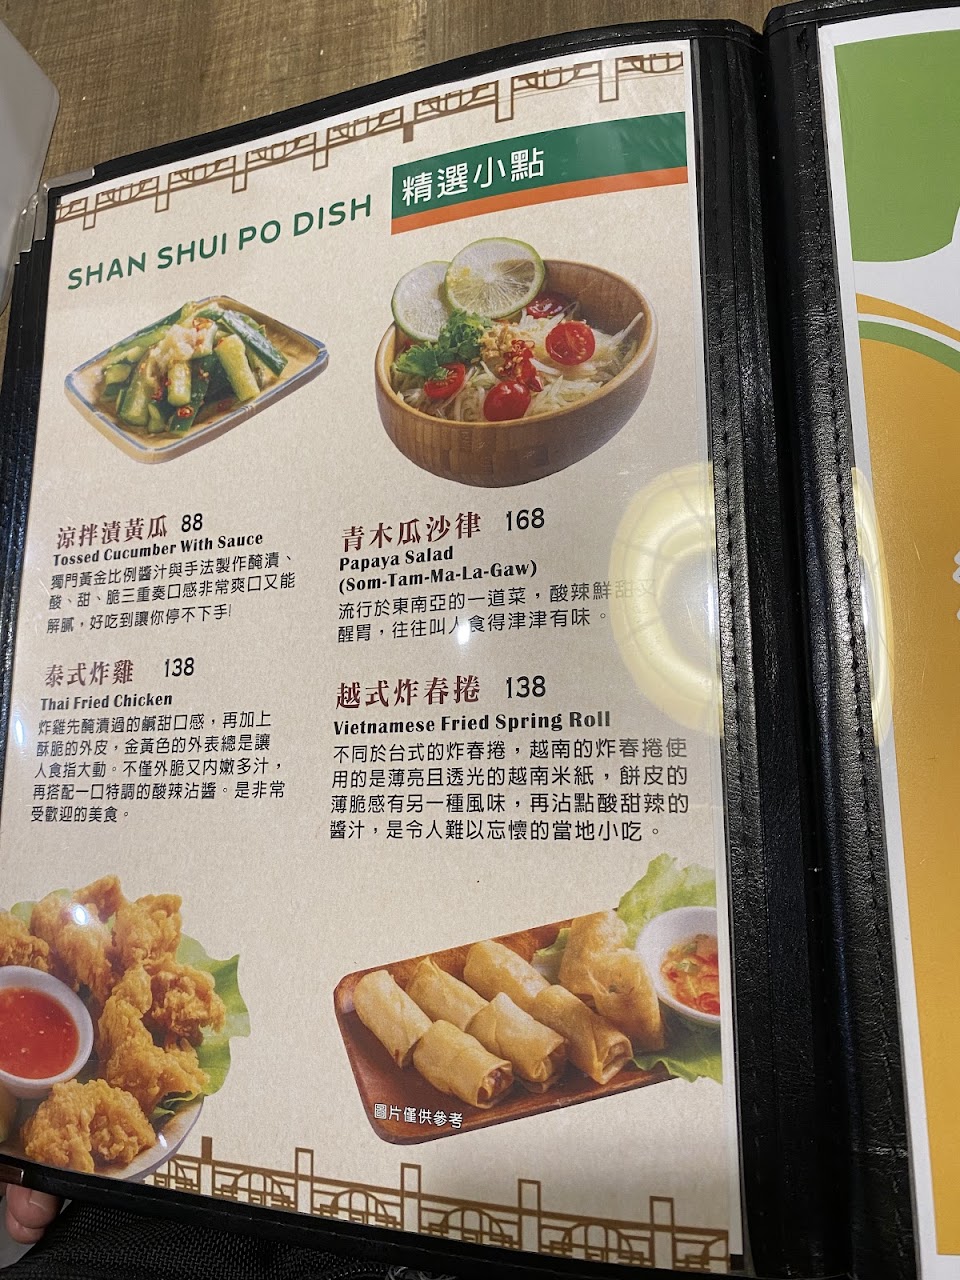 SHAN SHUI PO DISH 精選小點
涼拌漬黃瓜 88
Tossed Cucumber With Sauce
獨門黃金比例醬汁與手法製作醃漬、
酸、甜、脆三重奏口感非常爽口又能
解膩，好吃到讓你停不下手!
青木瓜沙律 168
Papaya Salad
(Som-Tam-Ma-La-Gaw)
流行於東南亞的一道菜，酸辣鮮甜又
醒胃，往往叫人食得津津有味。
泰式炸雞 138
Thai Fried Chicken
炸雞先醃漬過的鹹甜口感，再加上
酥脆的外皮，金黃色的外表總是讓
人食指大動。不僅外脆又內嫩多汁，
再搭配一口特調的酸辣沾醬。是非常
受歡迎的美食。
越式炸春捲 138
Vietnamese Fried Spring Roll
不同於台式的炸春捲，越南的炸春捲使
用的是薄亮且透光的越南米紙，餅皮的
薄脆感有另一種風味，再沾點酸甜辣的
醬汁，是令人難以忘懷的當地小吃。
圖片僅供參考